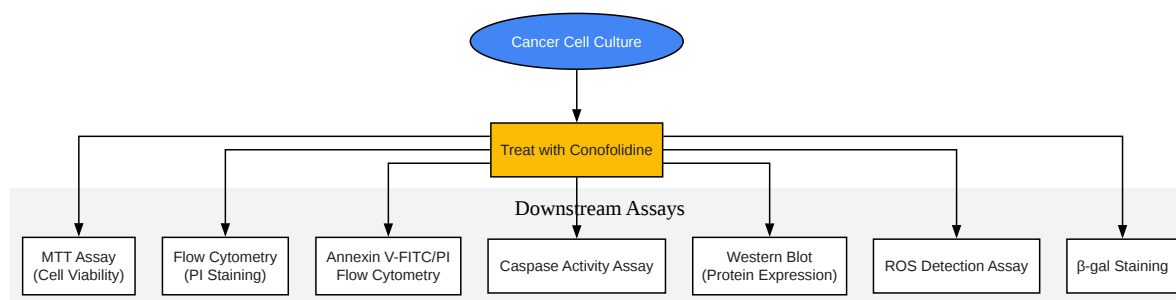 Cancer Cell Culture
Treat with Conofolidine
Downstream Assays
MTT Assay
(Cell Viability)
Flow Cytometry
(PI Staining)
Annexin V-FITC/PI
Flow Cytometry
Caspase Activity Assay
Western Blot
(Protein Expression)
ROS Detection Assay
β-gal Staining